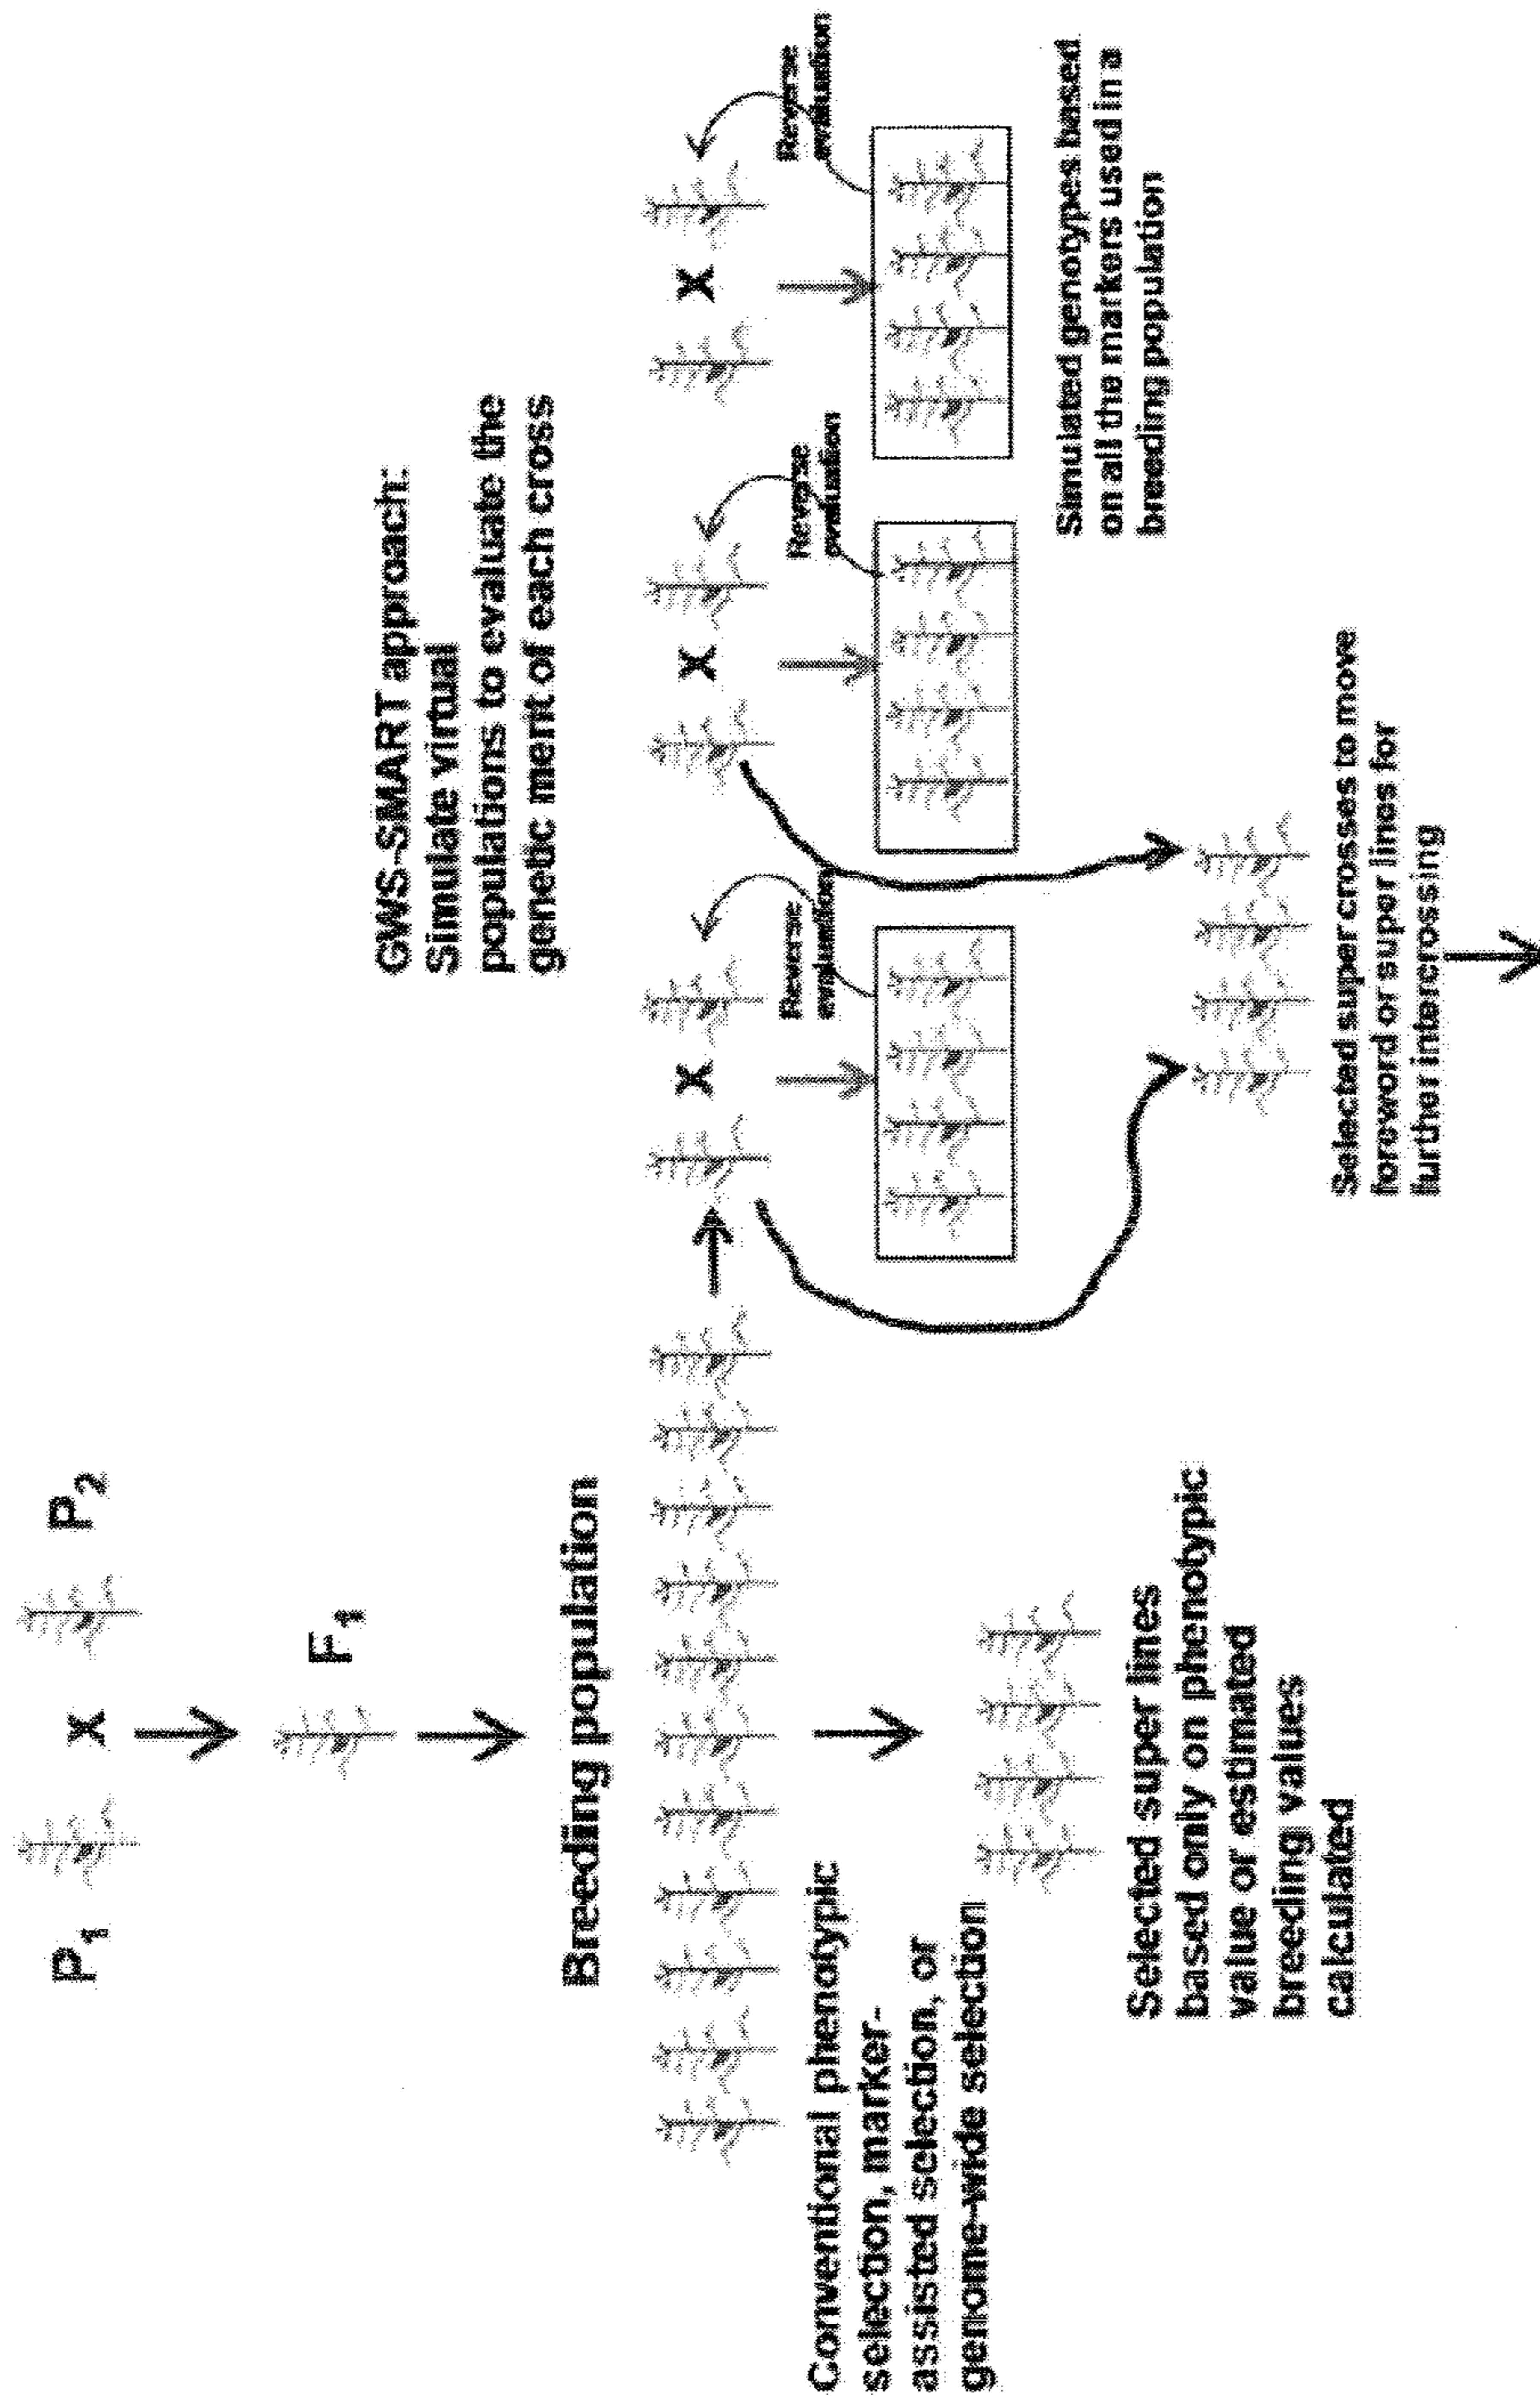 P1 X P2
F1
Breeding population
Conventional phenotypic
selection, marker-
assisted selection, or
genome-wide selection
Selected super lines
based only on phenotypic
value or estimated
breeding values
calculated
GWS-SMART approach:
Simulate virtual
populations to evaluate the
genetic merit of each cross
X
X
X
Reverse
evaluation
Reverse
evaluation
Reverse
evaluation
Simulated genotypes based
on all the markers used in a
breeding population
Selected super crosses to move
foreword or super lines for
further intercrossing